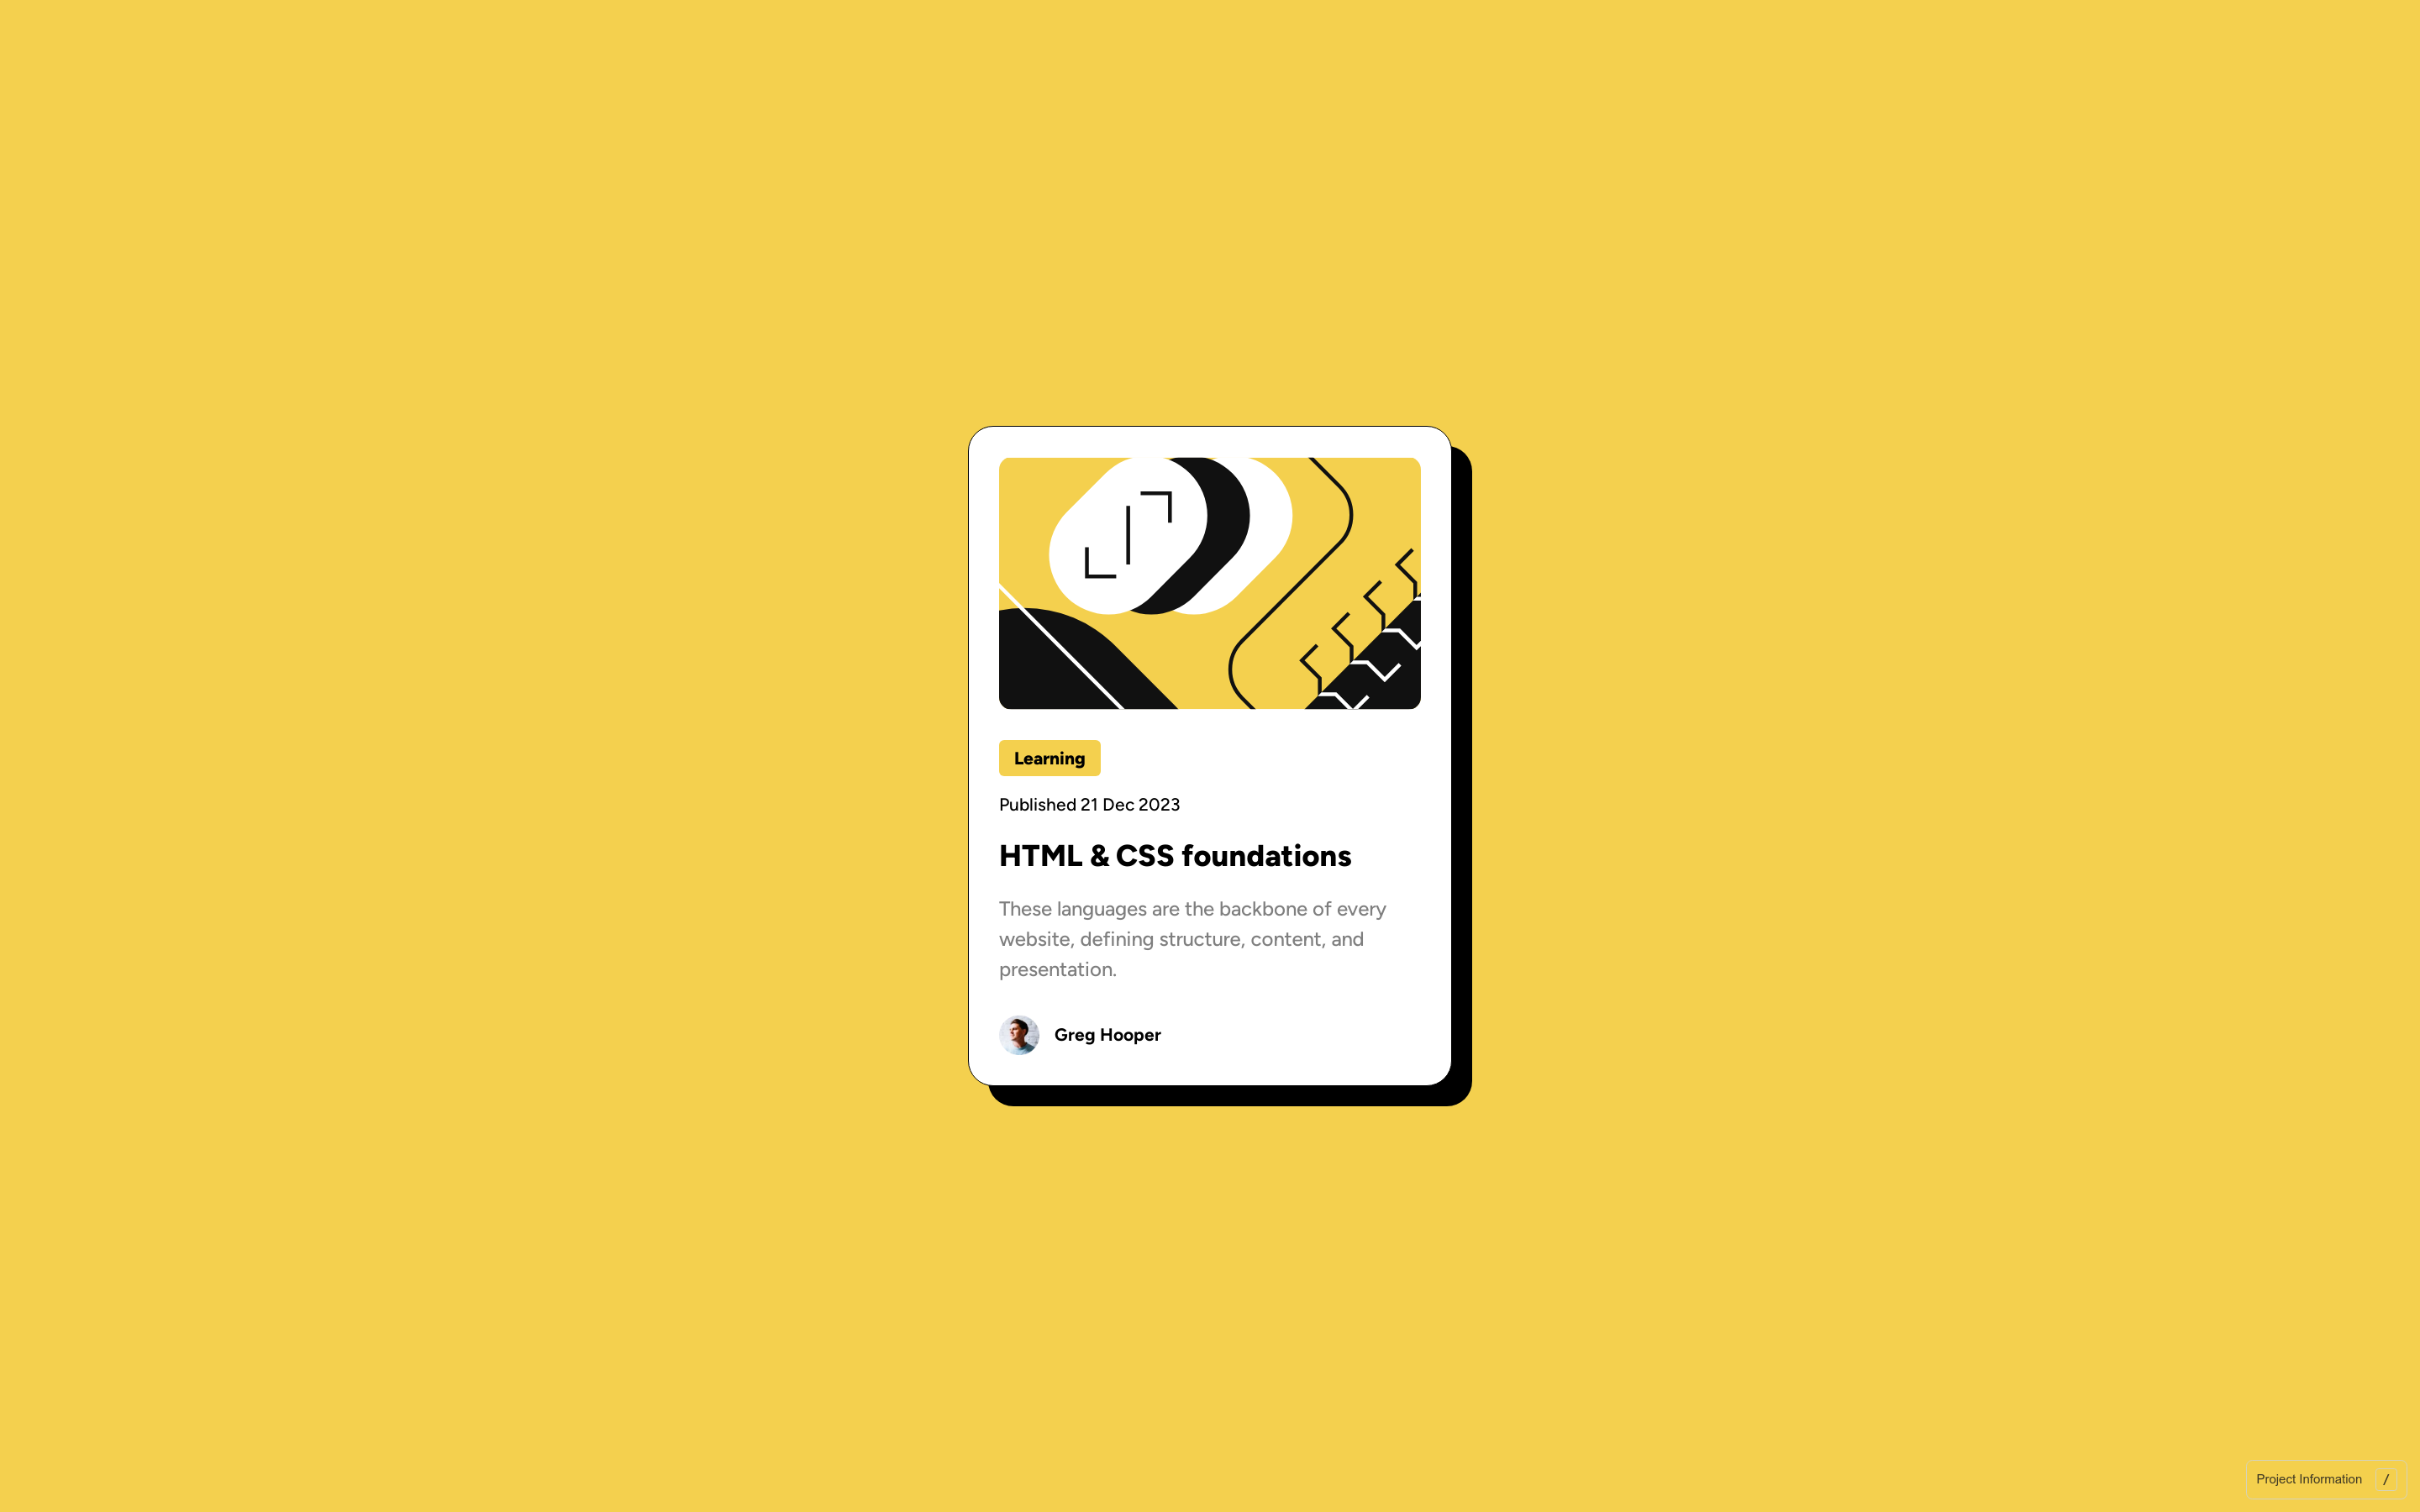 Learning
Published 21 Dec 2023
HTML & CSS foundations
These languages are the backbone of every
website, defining structure, content, and
presentation.
Greg Hooper
Project Information /